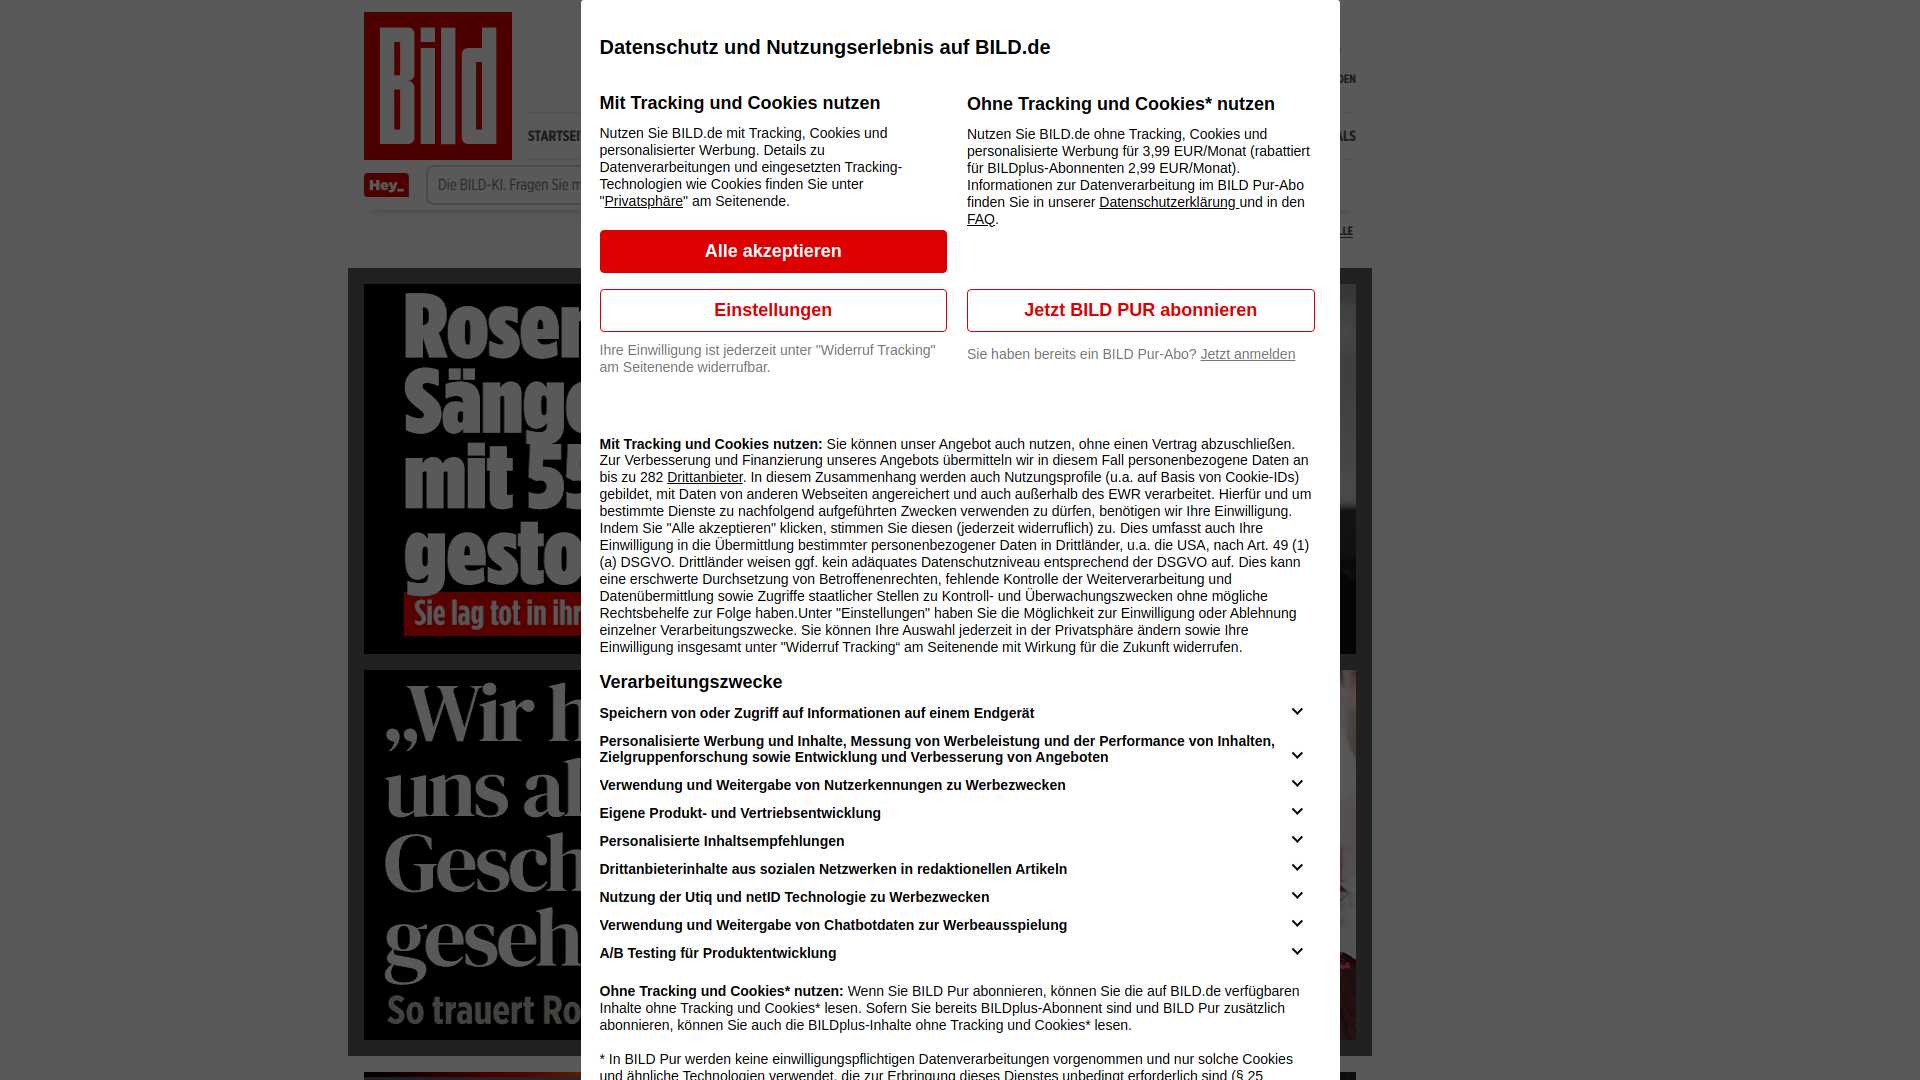 Bild
DEN
STARTSEI
ALS
Hey_
Die BILD-KI. Fragen Sie m
LLE
Rosen
Sänge
mit 55
gesto
Sie lag tot in ihr
„Wir h
uns al
Gesch
geseh
So trauert Ro
Datenschutz und Nutzungserlebnis auf BILD.de
Mit Tracking und Cookies nutzen
Nutzen Sie BILD.de mit Tracking, Cookies und
personalisierter Werbung. Details zu
Datenverarbeitungen und eingesetzten Tracking-
Technologien wie Cookies finden Sie unter
"Privatsphäre" am Seitenende.
Alle akzeptieren
Einstellungen
Ihre Einwilligung ist jederzeit unter "Widerruf Tracking"
am Seitenende widerrufbar.
Ohne Tracking und Cookies* nutzen
Nutzen Sie BILD.de ohne Tracking, Cookies und
personalisierte Werbung für 3,99 EUR/Monat (rabattiert
für BILDplus-Abonnenten 2,99 EUR/Monat).
Informationen zur Datenverarbeitung im BILD Pur-Abo
finden Sie in unserer Datenschutzerklärung und in den
FAQ.
Jetzt BILD PUR abonnieren
Sie haben bereits ein BILD Pur-Abo? Jetzt anmelden
Mit Tracking und Cookies nutzen: Sie können unser Angebot auch nutzen, ohne einen Vertrag abzuschließen.
Zur Verbesserung und Finanzierung unseres Angebots übermitteln wir in diesem Fall personenbezogene Daten an
bis zu 282 Drittanbieter. In diesem Zusammenhang werden auch Nutzungsprofile (u.a. auf Basis von Cookie-IDs)
gebildet, mit Daten von anderen Webseiten angereichert und auch außerhalb des EWR verarbeitet. Hierfür und um
bestimmte Dienste zu nachfolgend aufgeführten Zwecken verwenden zu dürfen, benötigen wir Ihre Einwilligung.
Indem Sie "Alle akzeptieren" klicken, stimmen Sie diesen (jederzeit widerruflich) zu. Dies umfasst auch Ihre
Einwilligung in die Übermittlung bestimmter personenbezogener Daten in Drittländer, u.a. die USA, nach Art. 49 (1)
(a) DSGVO. Drittländer weisen ggf. kein adäquates Datenschutzniveau entsprechend der DSGVO auf. Dies kann
eine erschwerte Durchsetzung von Betroffenenrechten, fehlende Kontrolle der Weiterverarbeitung und
Datenübermittlung sowie Zugriffe staatlicher Stellen zu Kontroll- und Überwachungszwecken ohne mögliche
Rechtsbehelfe zur Folge haben.Unter "Einstellungen" haben Sie die Möglichkeit zur Einwilligung oder Ablehnung
einzelner Verarbeitungszwecke. Sie können Ihre Auswahl jederzeit in der Privatsphäre ändern sowie Ihre
Einwilligung insgesamt unter "Widerruf Tracking“ am Seitenende mit Wirkung für die Zukunft widerrufen.
Verarbeitungszwecke
Speichern von oder Zugriff auf Informationen auf einem Endgerät
Personalisierte Werbung und Inhalte, Messung von Werbeleistung und der Performance von Inhalten,
Zielgruppenforschung sowie Entwicklung und Verbesserung von Angeboten
Verwendung und Weitergabe von Nutzerkennungen zu Werbezwecken
Eigene Produkt- und Vertriebsentwicklung
Personalisierte Inhaltsempfehlungen
Drittanbieterinhalte aus sozialen Netzwerken in redaktionellen Artikeln
Nutzung der Utiq und netID Technologie zu Werbezwecken
Verwendung und Weitergabe von Chatbotdaten zur Werbeausspielung
A/B Testing für Produktentwicklung
Ohne Tracking und Cookies* nutzen: Wenn Sie BILD Pur abonnieren, können Sie die auf BILD.de verfügbaren
Inhalte ohne Tracking und Cookies* lesen. Sofern Sie bereits BILDplus-Abonnent sind und BILD Pur zusätzlich
abonnieren, können Sie auch die BILDplus-Inhalte ohne Tracking und Cookies* lesen.
* In BILD Pur werden keine einwilligungspflichtigen Datenverarbeitungen vorgenommen und nur solche Cookies
und ähnliche Technologien verwendet, die zur Erbringung dieses Dienstes unbedingt erforderlich sind (§ 25